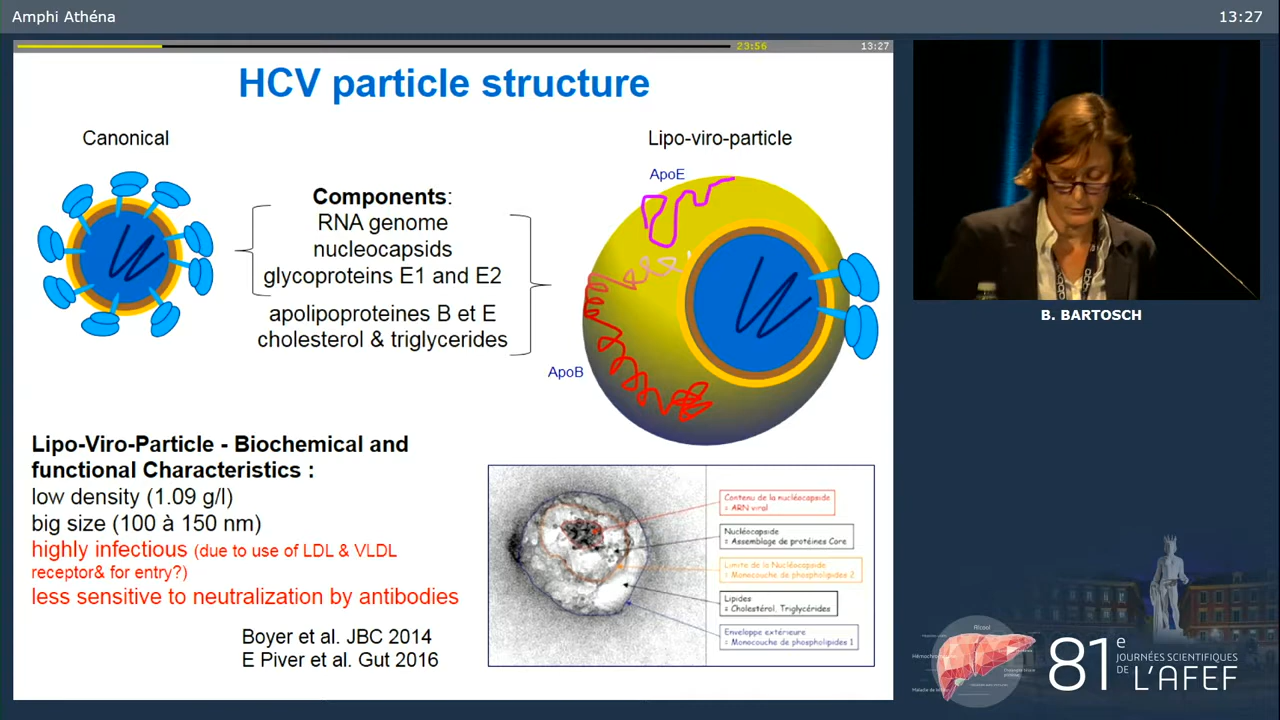 Amphi Athéna
13:27
23:56
13:27
HCV particle structure
Canonical
Lipo-viro-particle
Components:
RNA genome
nucleocapsids
glycoproteins E1 and E2
apolipoproteines B et E
cholesterol & triglycerides
ApoE
ApoB
Lipo-Viro-Particle - Biochemical and
functional Characteristics :
low density (1.09 g/l)
big size (100 à 150 nm)
highly infectious (due to use of LDL & VLDL
receptor& for entry?)
less sensitive to neutralization by antibodies
Boyer et al. JBC 2014
E Piver et al. Gut 2016
Contenu de la nucléocapside
= ARN viral
Nucléocapside
= Assemblage de protéines Core
Limite de la Nucléocapside
= Monocouche de phospholipides 2
Lipides
= Cholestérol, Triglycérides
Enveloppe extérieure
= Monocouche de phospholipides 1
B. BARTOSCH
Alcool
81e
JOURNÉES SCIENTIFIQUES
DE L'AFEF